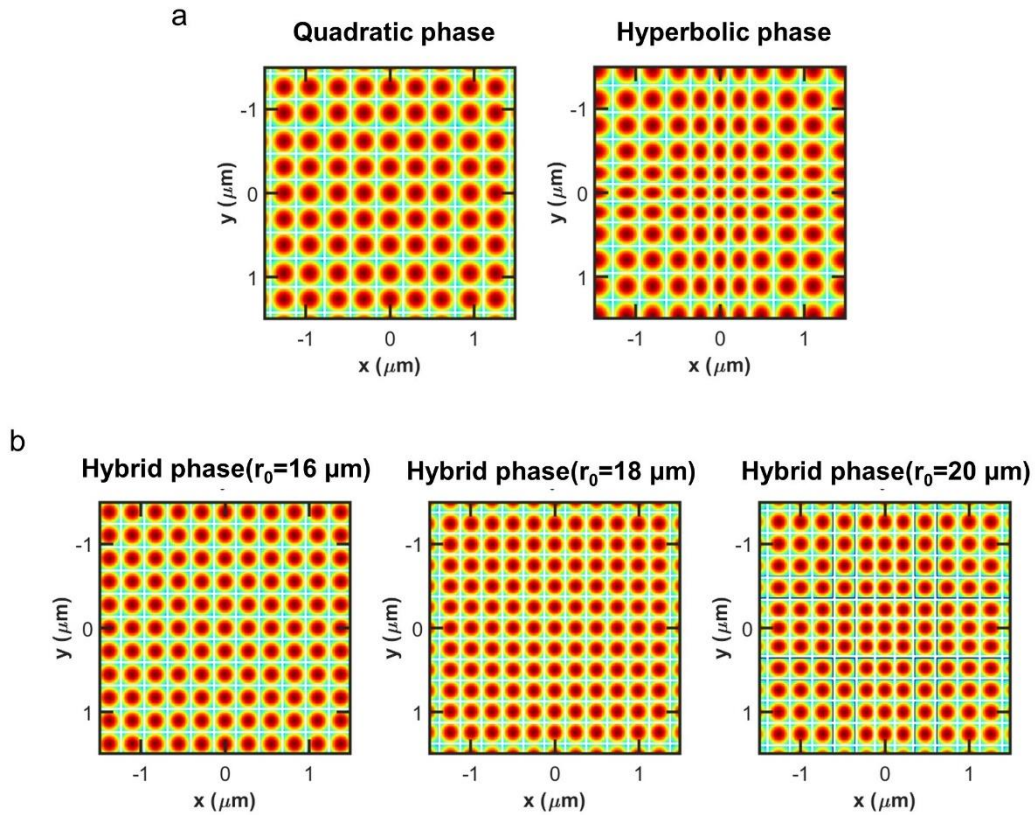 a
Quadratic phase
Hyperbolic phase
-1
0
1
y (μm)
-1
0
1
x (μm)
-1
0
1
y (μm)
-1
0
1
x (μm)
b
Hybrid phase(r₀=16 μm)
Hybrid phase(r₀=18 μm)
Hybrid phase(r₀=20 μm)
-1
0
1
y (μm)
-1
0
1
x (μm)
-1
0
1
y (μm)
-1
0
1
x (μm)
-1
0
1
y (μm)
-1
0
1
x (μm)